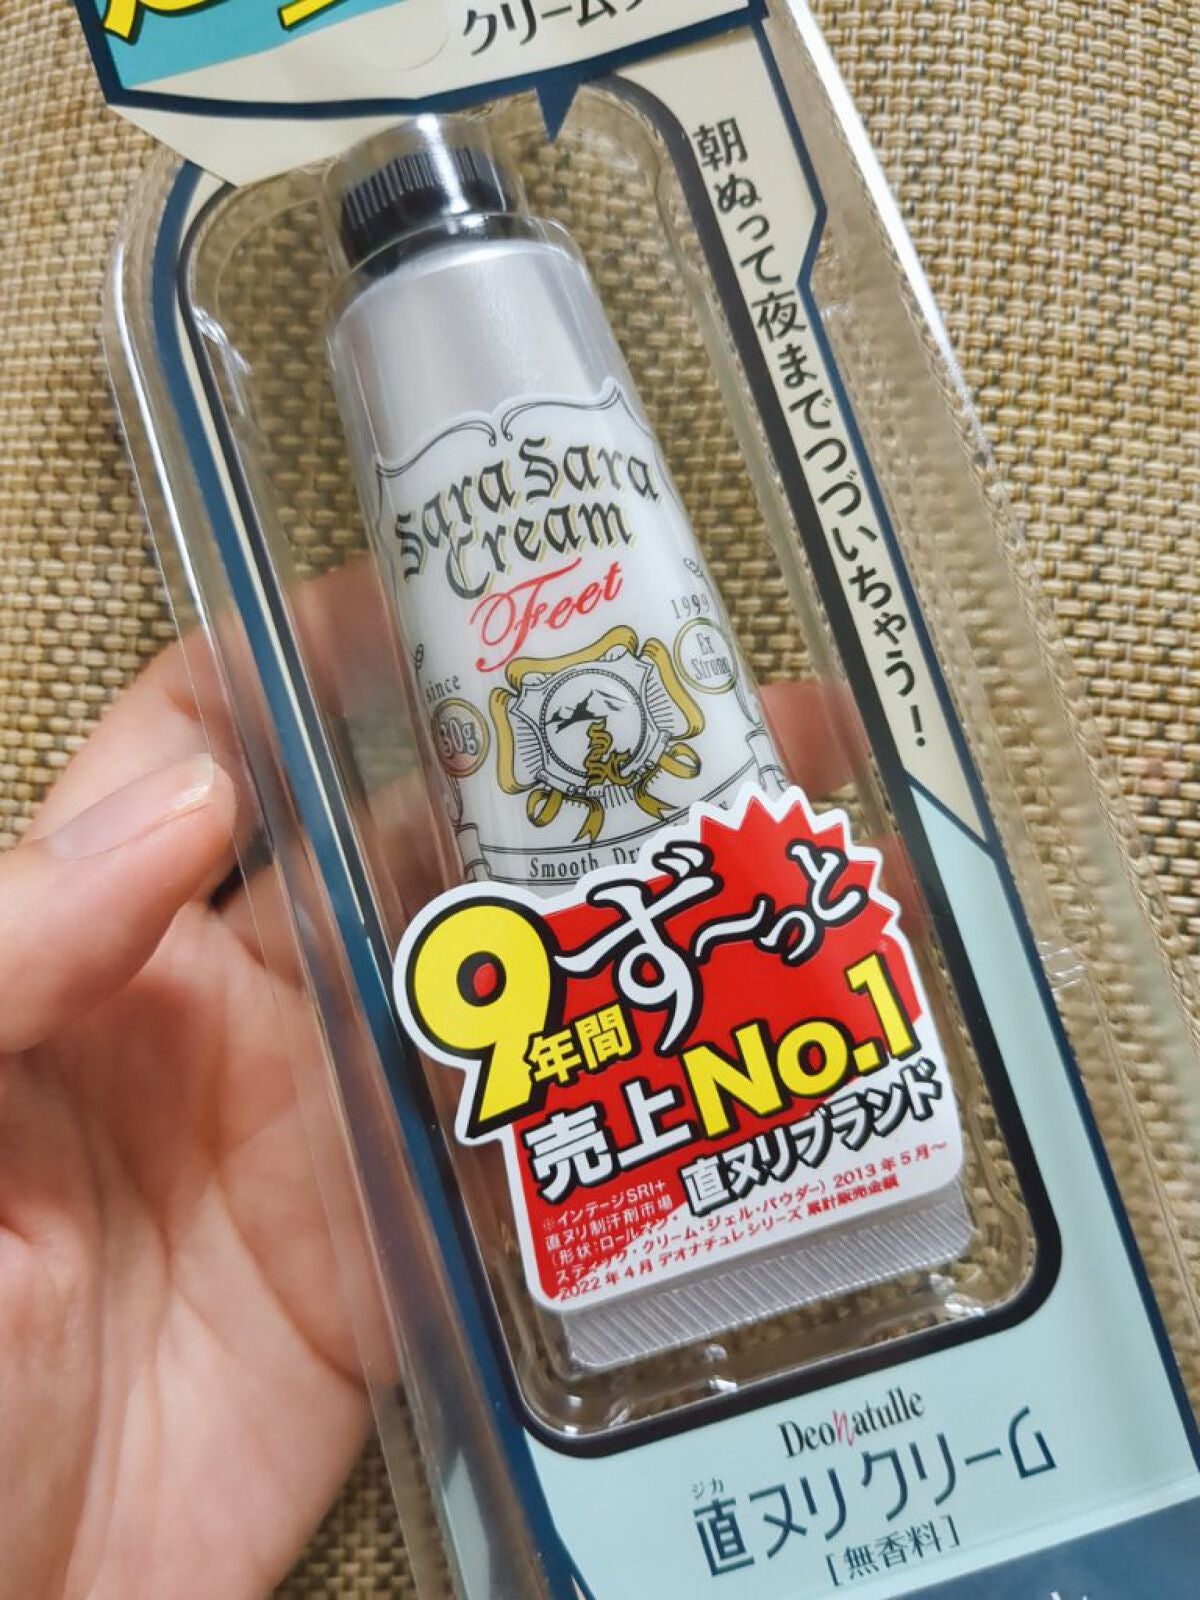 クリーム
朝ぬって夜までつづいちゃう!
Sara Sara
Cream
Feet
since
1999
30g
Ex
Strong
Smooth
9年間
ず〜っと
売上No.1
直ヌリブランド
※インテージSRI+
直ヌリ制汗剤市場
(形状:ロールオン・
スティック・クリーム・ジェル・パウダー) 2013年5月〜
2022年4月 デオナチュレシリーズ 累計販売金額
Deonatulle
ジカ
直ヌリクリーム
[無香料]